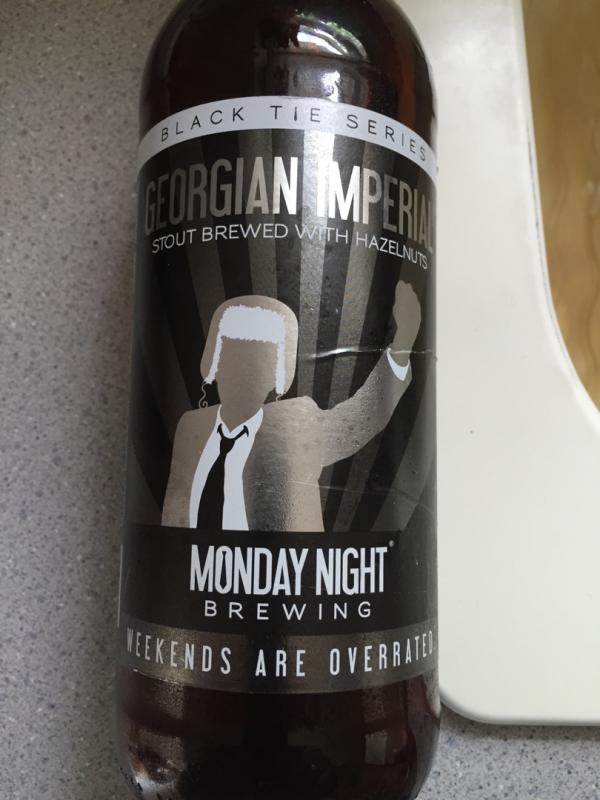 BLACK TIE SERIES
GEORGIAN IMPERIAL
STOUT BREWED WITH HAZELNUTS
MONDAY NIGHT®
BREWING
WEEKENDS ARE OVERRATED.